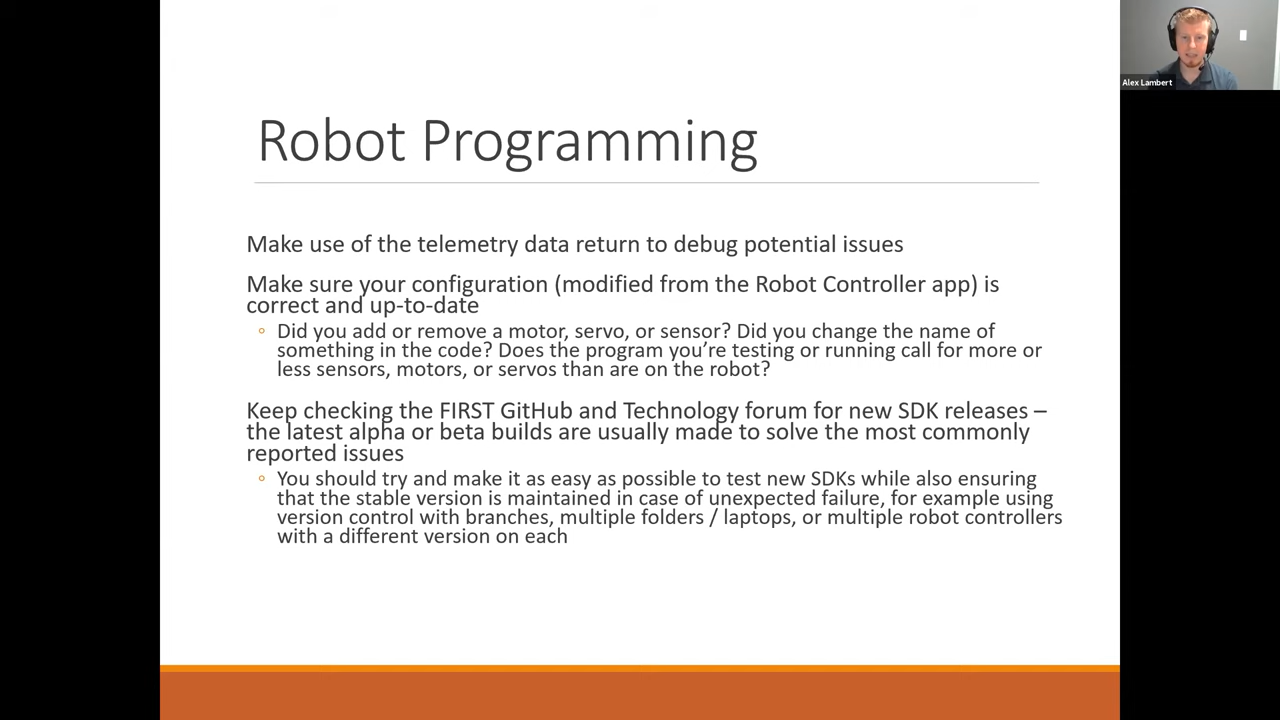 Alex Lambert
Robot Programming
Make use of the telemetry data return to debug potential issues
Make sure your configuration (modified from the Robot Controller app) is
correct and up-to-date
◦ Did you add or remove a motor, servo, or sensor? Did you change the name of
something in the code? Does the program you’re testing or running call for more or
less sensors, motors, or servos than are on the robot?
Keep checking the FIRST GitHub and Technology forum for new SDK releases –
the latest alpha or beta builds are usually made to solve the most commonly
reported issues
◦ You should try and make it as easy as possible to test new SDKs while also ensuring
that the stable version is maintained in case of unexpected failure, for example using
version control with branches, multiple folders / laptops, or multiple robot controllers
with a different version on each